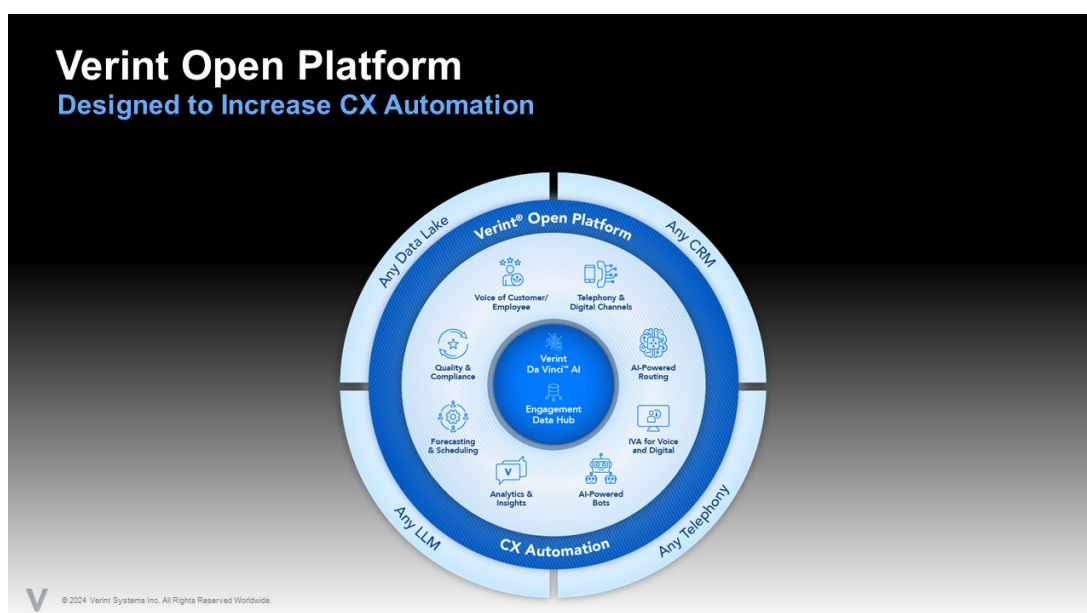 Verint Open Platform
Designed to Increase CX Automation
Any Data Lake
Verint® Open Platform
Any CRM
Voice of Customer/
Employee
Telephony &
Digital Channels
Quality &
Compliance
Verint
Da Vinci™ AI
AI-Powered
Routing
Engagement
Data Hub
Forecasting
& Scheduling
IVA for Voice
and Digital
Analytics &
Insights
AI-Powered
Bots
Any LLM
CX Automation
Any Telephony
V
© 2024 Verint Systems Inc. All Rights Reserved Worldwide.